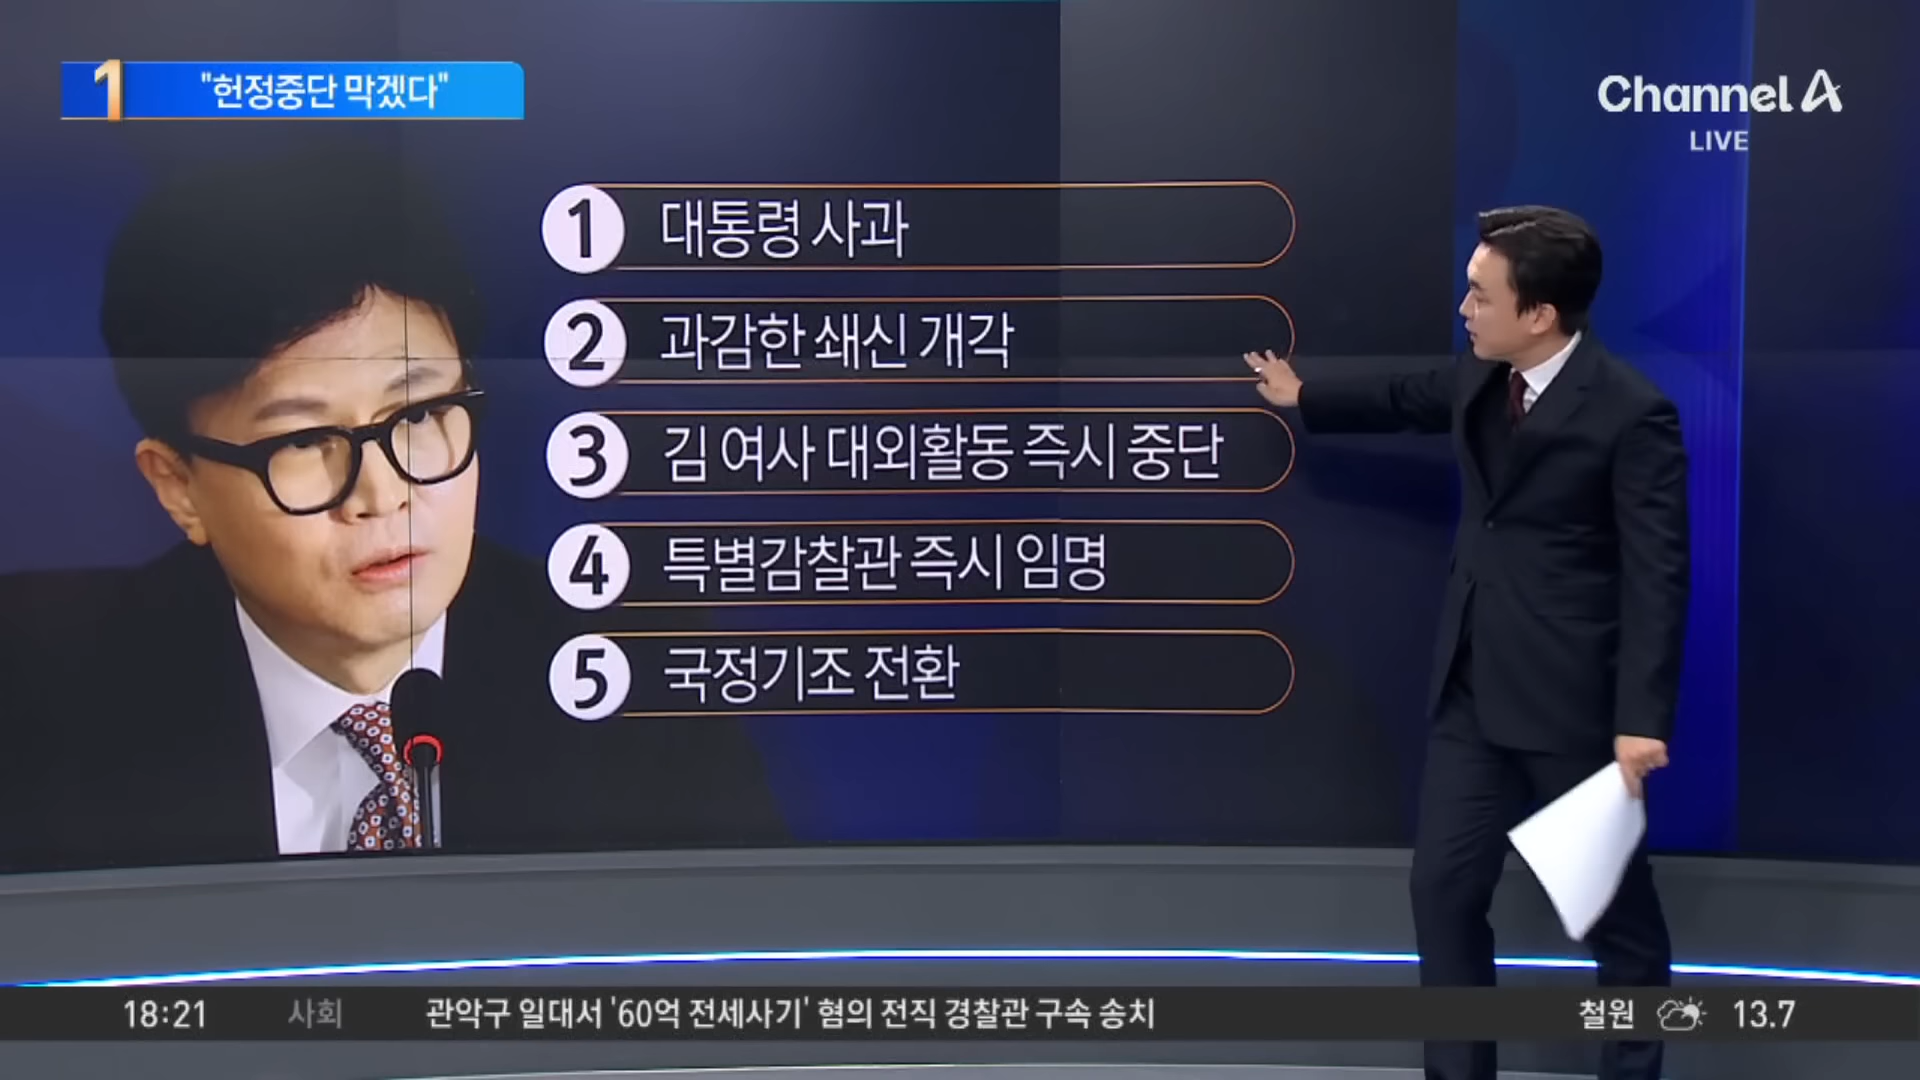 1 "헌정중단 막겠다"
Channel A
LIVE
1 대통령 사과
2 과감한 쇄신 개각
3 김 여사 대외활동 즉시 중단
4 특별감찰관 즉시 임명
5 국정기조 전환
18:21 사회 관악구 일대서 '60억 전세사기' 혐의 전직 경찰관 구속 송치 철원 13.7